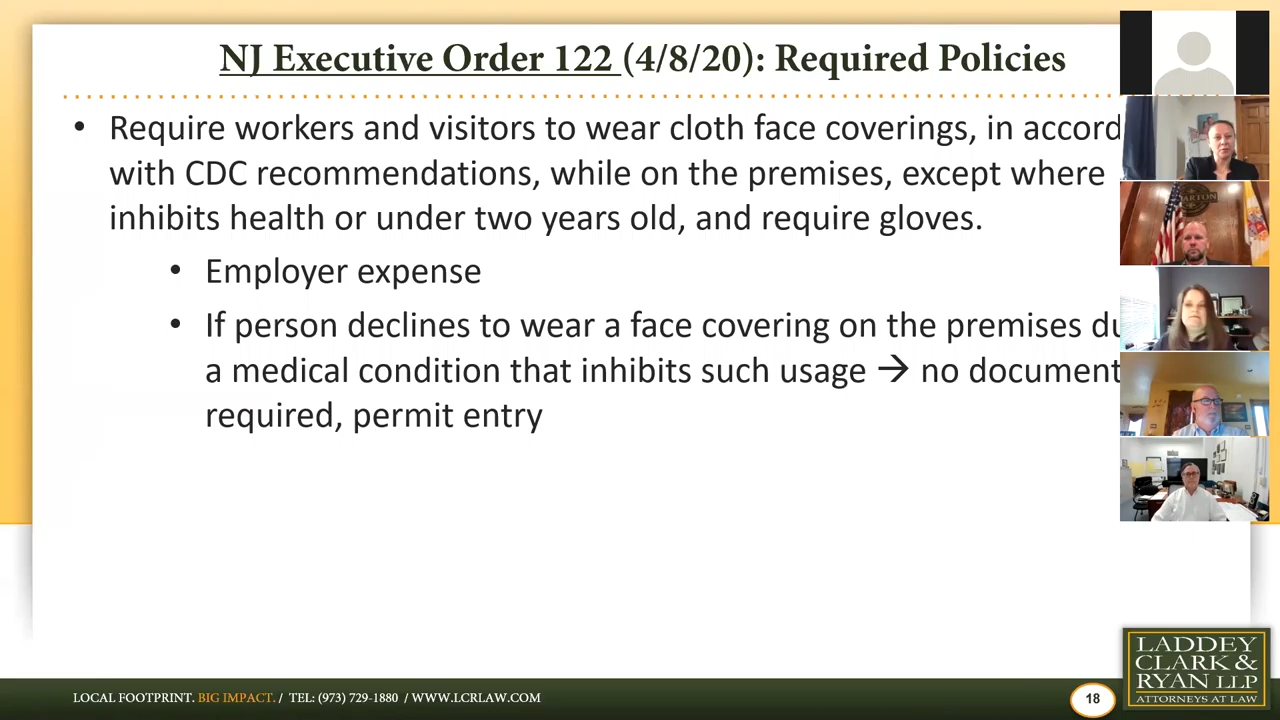 NJ Executive Order 122 (4/8/20): Required Policies
• Require workers and visitors to wear cloth face coverings, in accord
with CDC recommendations, while on the premises, except where
inhibits health or under two years old, and require gloves.
• Employer expense
• If person declines to wear a face covering on the premises du
a medical condition that inhibits such usage → no document
required, permit entry
LADDEY
CLARK &
RYAN LLP
ATTORNEYS AT LAW
LOCAL FOOTPRINT. BIG IMPACT. / TEL: (973) 729-1880 / WWW.LCRLAW.COM
18